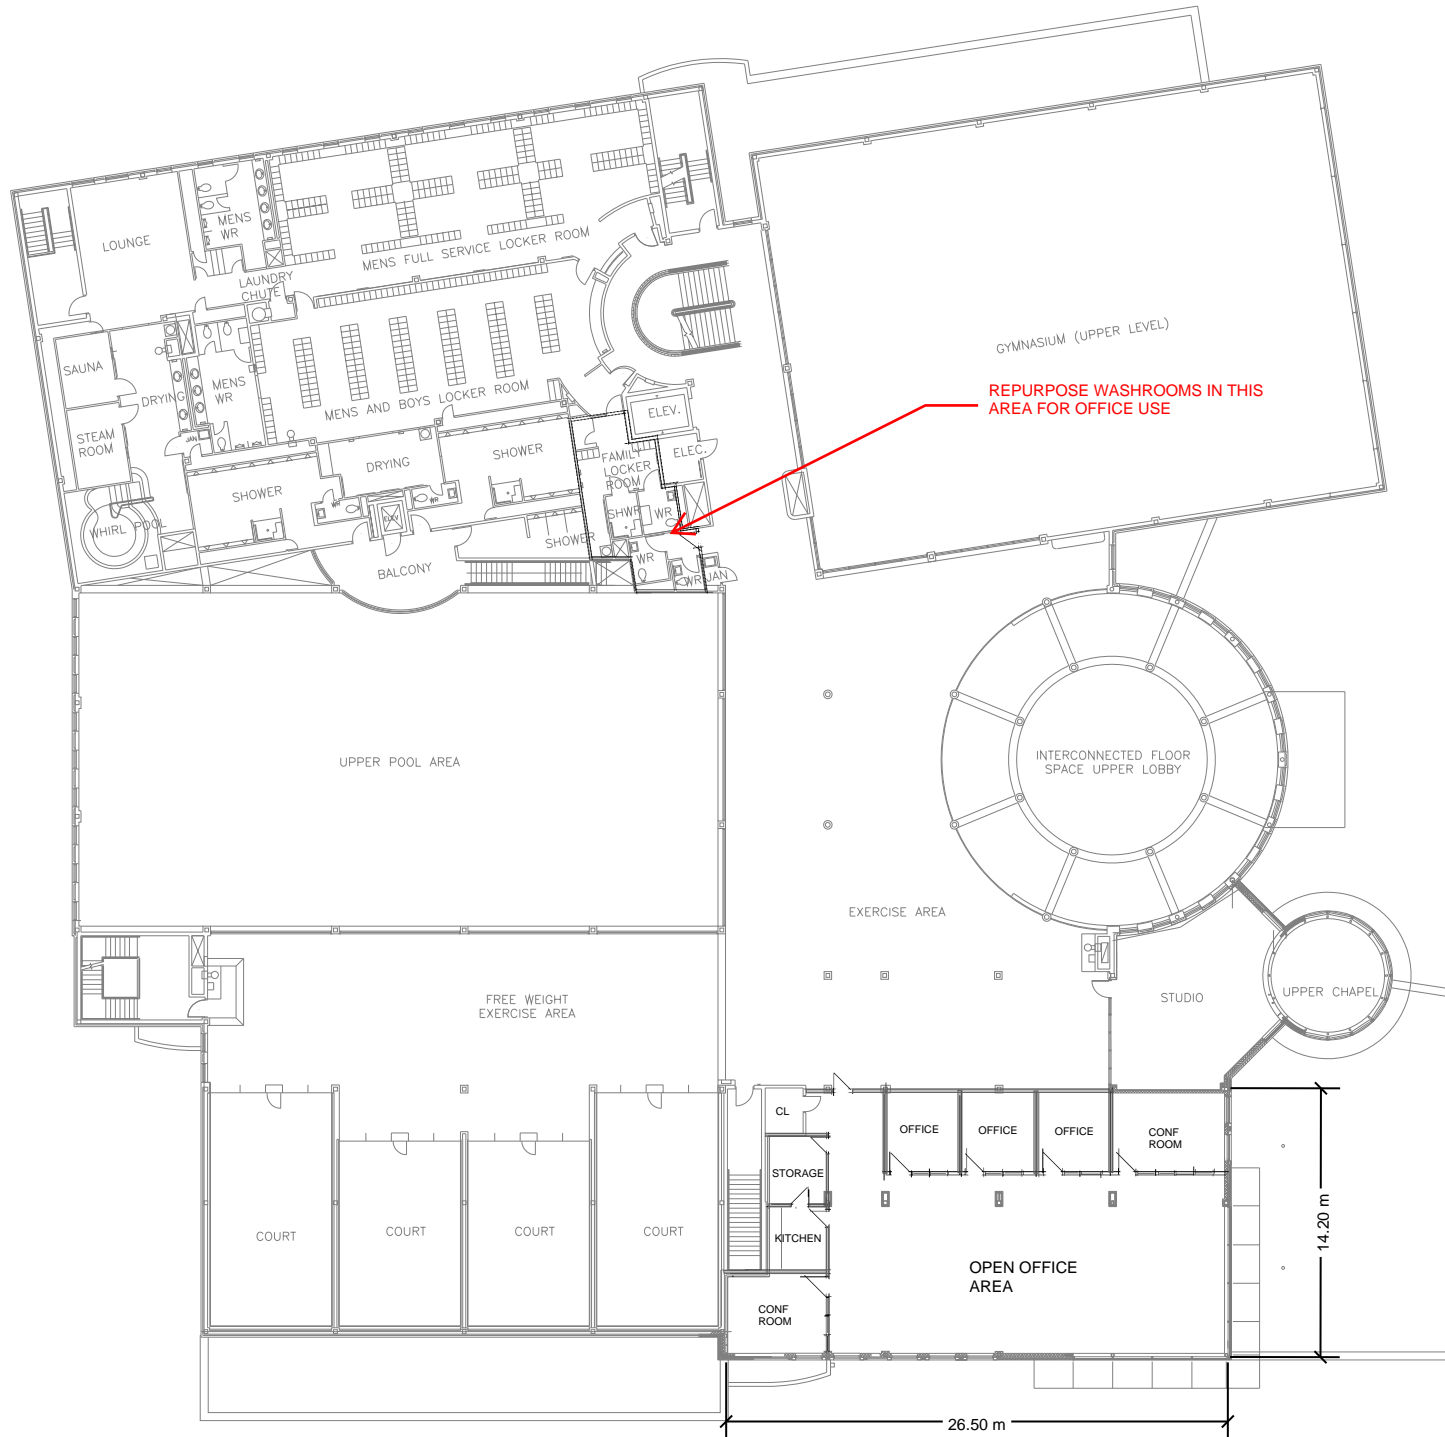 LOUNGE
MENS
WR
MENS FULL SERVICE LOCKER ROOM
LAUNDRY
CHUTE
GYMNASIUM (UPPER LEVEL)
REPURPOSE WASHROOMS IN THIS
AREA FOR OFFICE USE
SAUNA
DRYING
MENS
WR
MENS AND BOYS LOCKER ROOM
ELEV.
STEAM
ROOM
JAN
DRYING
SHOWER
FAMILY
LOCKER
ROOM
ELEC.
SHOWER
WR
WR
SHWR
WR
WHIRL POOL
ELEV
SHOWER
WR
BALCONY
WR
JAN
UPPER POOL AREA
INTERCONNECTED FLOOR
SPACE UPPER LOBBY
EXERCISE AREA
FREE WEIGHT
EXERCISE AREA
STUDIO
UPPER CHAPEL
CL
OFFICE
OFFICE
OFFICE
CONF
ROOM
STORAGE
COURT
COURT
COURT
COURT
KITCHEN
14.20 m
OPEN OFFICE
AREA
CONF
ROOM
26.50 m